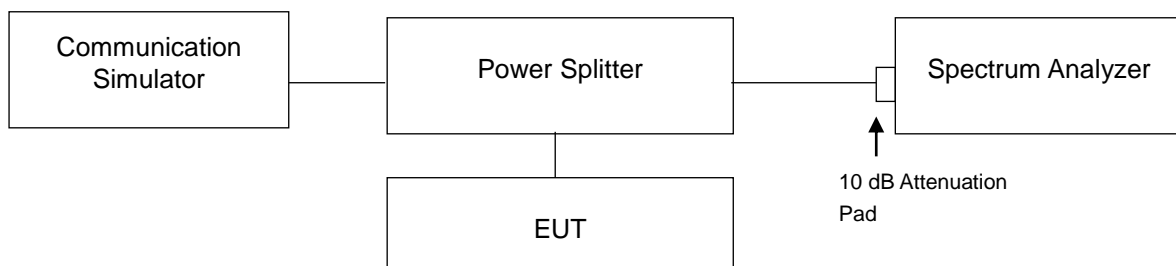 Communication
Simulator
Power Splitter
Spectrum Analyzer
10 dB Attenuation
Pad
EUT